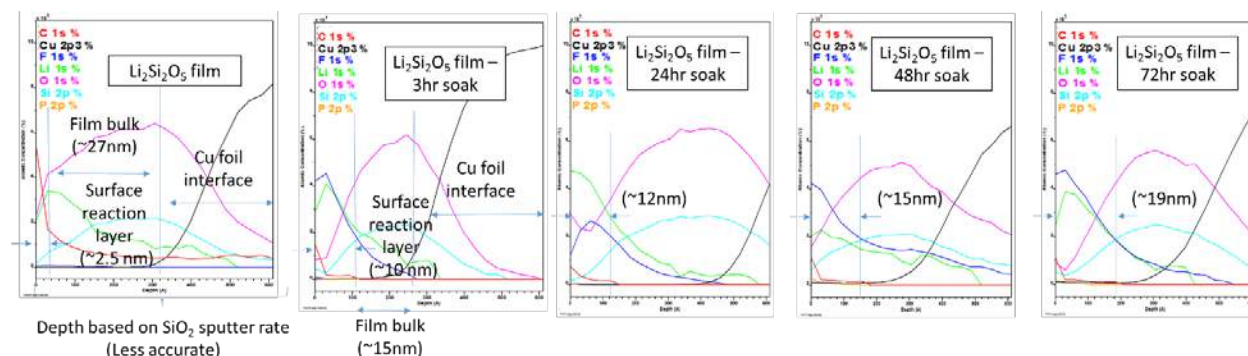 C 1s %
Cu 2p3 %
F 1s %
Li 1s %
O 1s %
Si 2p %
P 2p %
Li₂Si₂O₅ film
Film bulk
(~27nm)
Cu foil
interface
Surface
reaction
layer
(~2.5 nm)
Depth (A)
Depth based on SiO₂ sputter rate
(Less accurate)
C 1s %
Cu 2p3 %
F 1s %
Li 1s %
O 1s %
Si 2p %
P 2p %
Li₂Si₂O₅ film –
3hr soak
Cu foil
interface
Surface
reaction
layer
(~10 nm)
Depth (A)
Film bulk
(~15nm)
C 1s %
Cu 2p3 %
F 1s %
Li 1s %
O 1s %
Si 2p %
P 2p %
Li₂Si₂O₅ film –
24hr soak
(~12nm)
Depth (A)
C 1s %
Cu 2p3 %
F 1s %
Li 1s %
O 1s %
Si 2p %
P 2p %
Li₂Si₂O₅ film –
48hr soak
(~15nm)
Depth (A)
C 1s %
Cu 2p3 %
F 1s %
Li 1s %
O 1s %
Si 2p %
P 2p %
Li₂Si₂O₅ film –
72hr soak
(~19nm)
Depth (A)